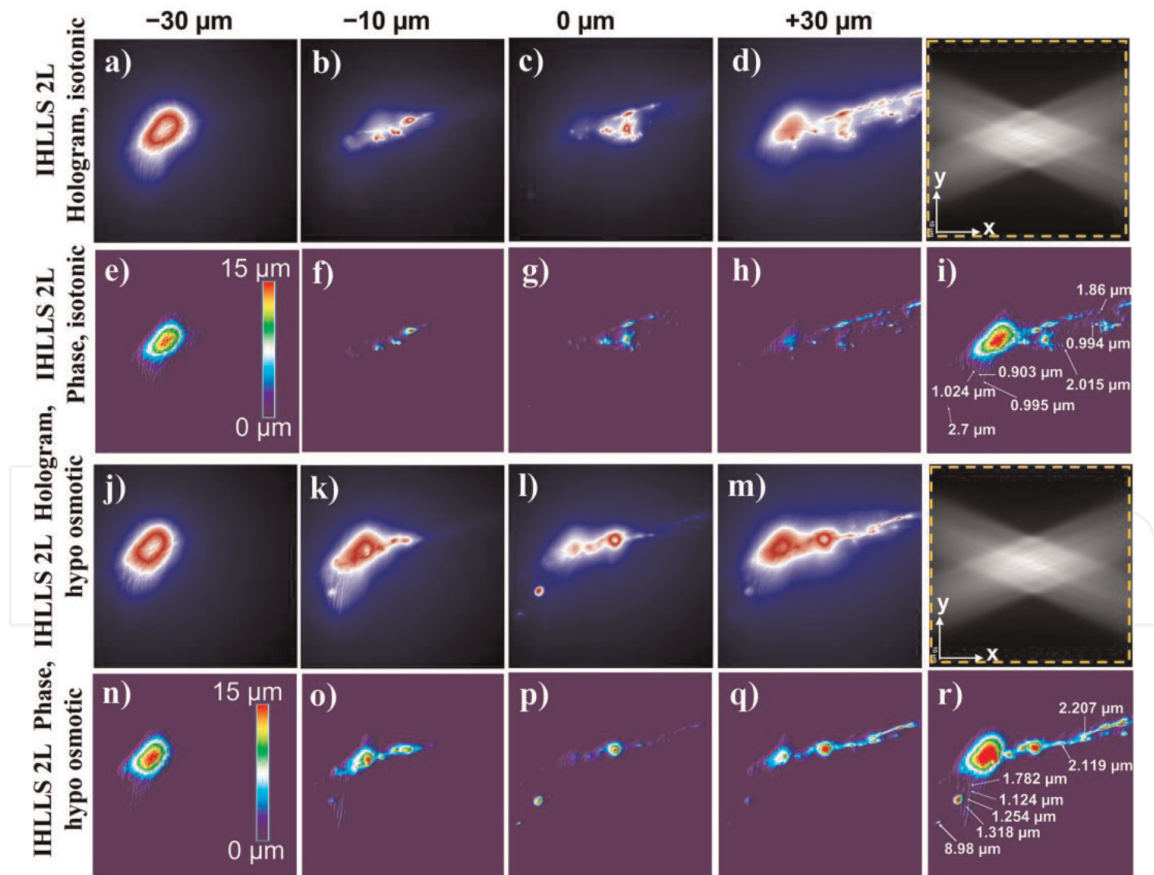 −30 µm −10 µm 0 µm +30 µm
IHLLS 2L
Hologram, isotonic
a) b) c) d)
y
x
IHLLS 2L
Phase, isotonic
e) f) g) h) i)
15 µm
0 µm
1.86 µm
0.994 µm
0.903 µm
2.015 µm
1.024 µm
0.995 µm
2.7 µm
IHLLS 2L Hologram,
hypo osmotic
j) k) l) m)
y
x
IHLLS 2L Phase,
hypo osmotic
n) o) p) q) r)
15 µm
0 µm
2.207 µm
2.119 µm
1.782 µm
1.124 µm
1.254 µm
1.318 µm
8.98 µm